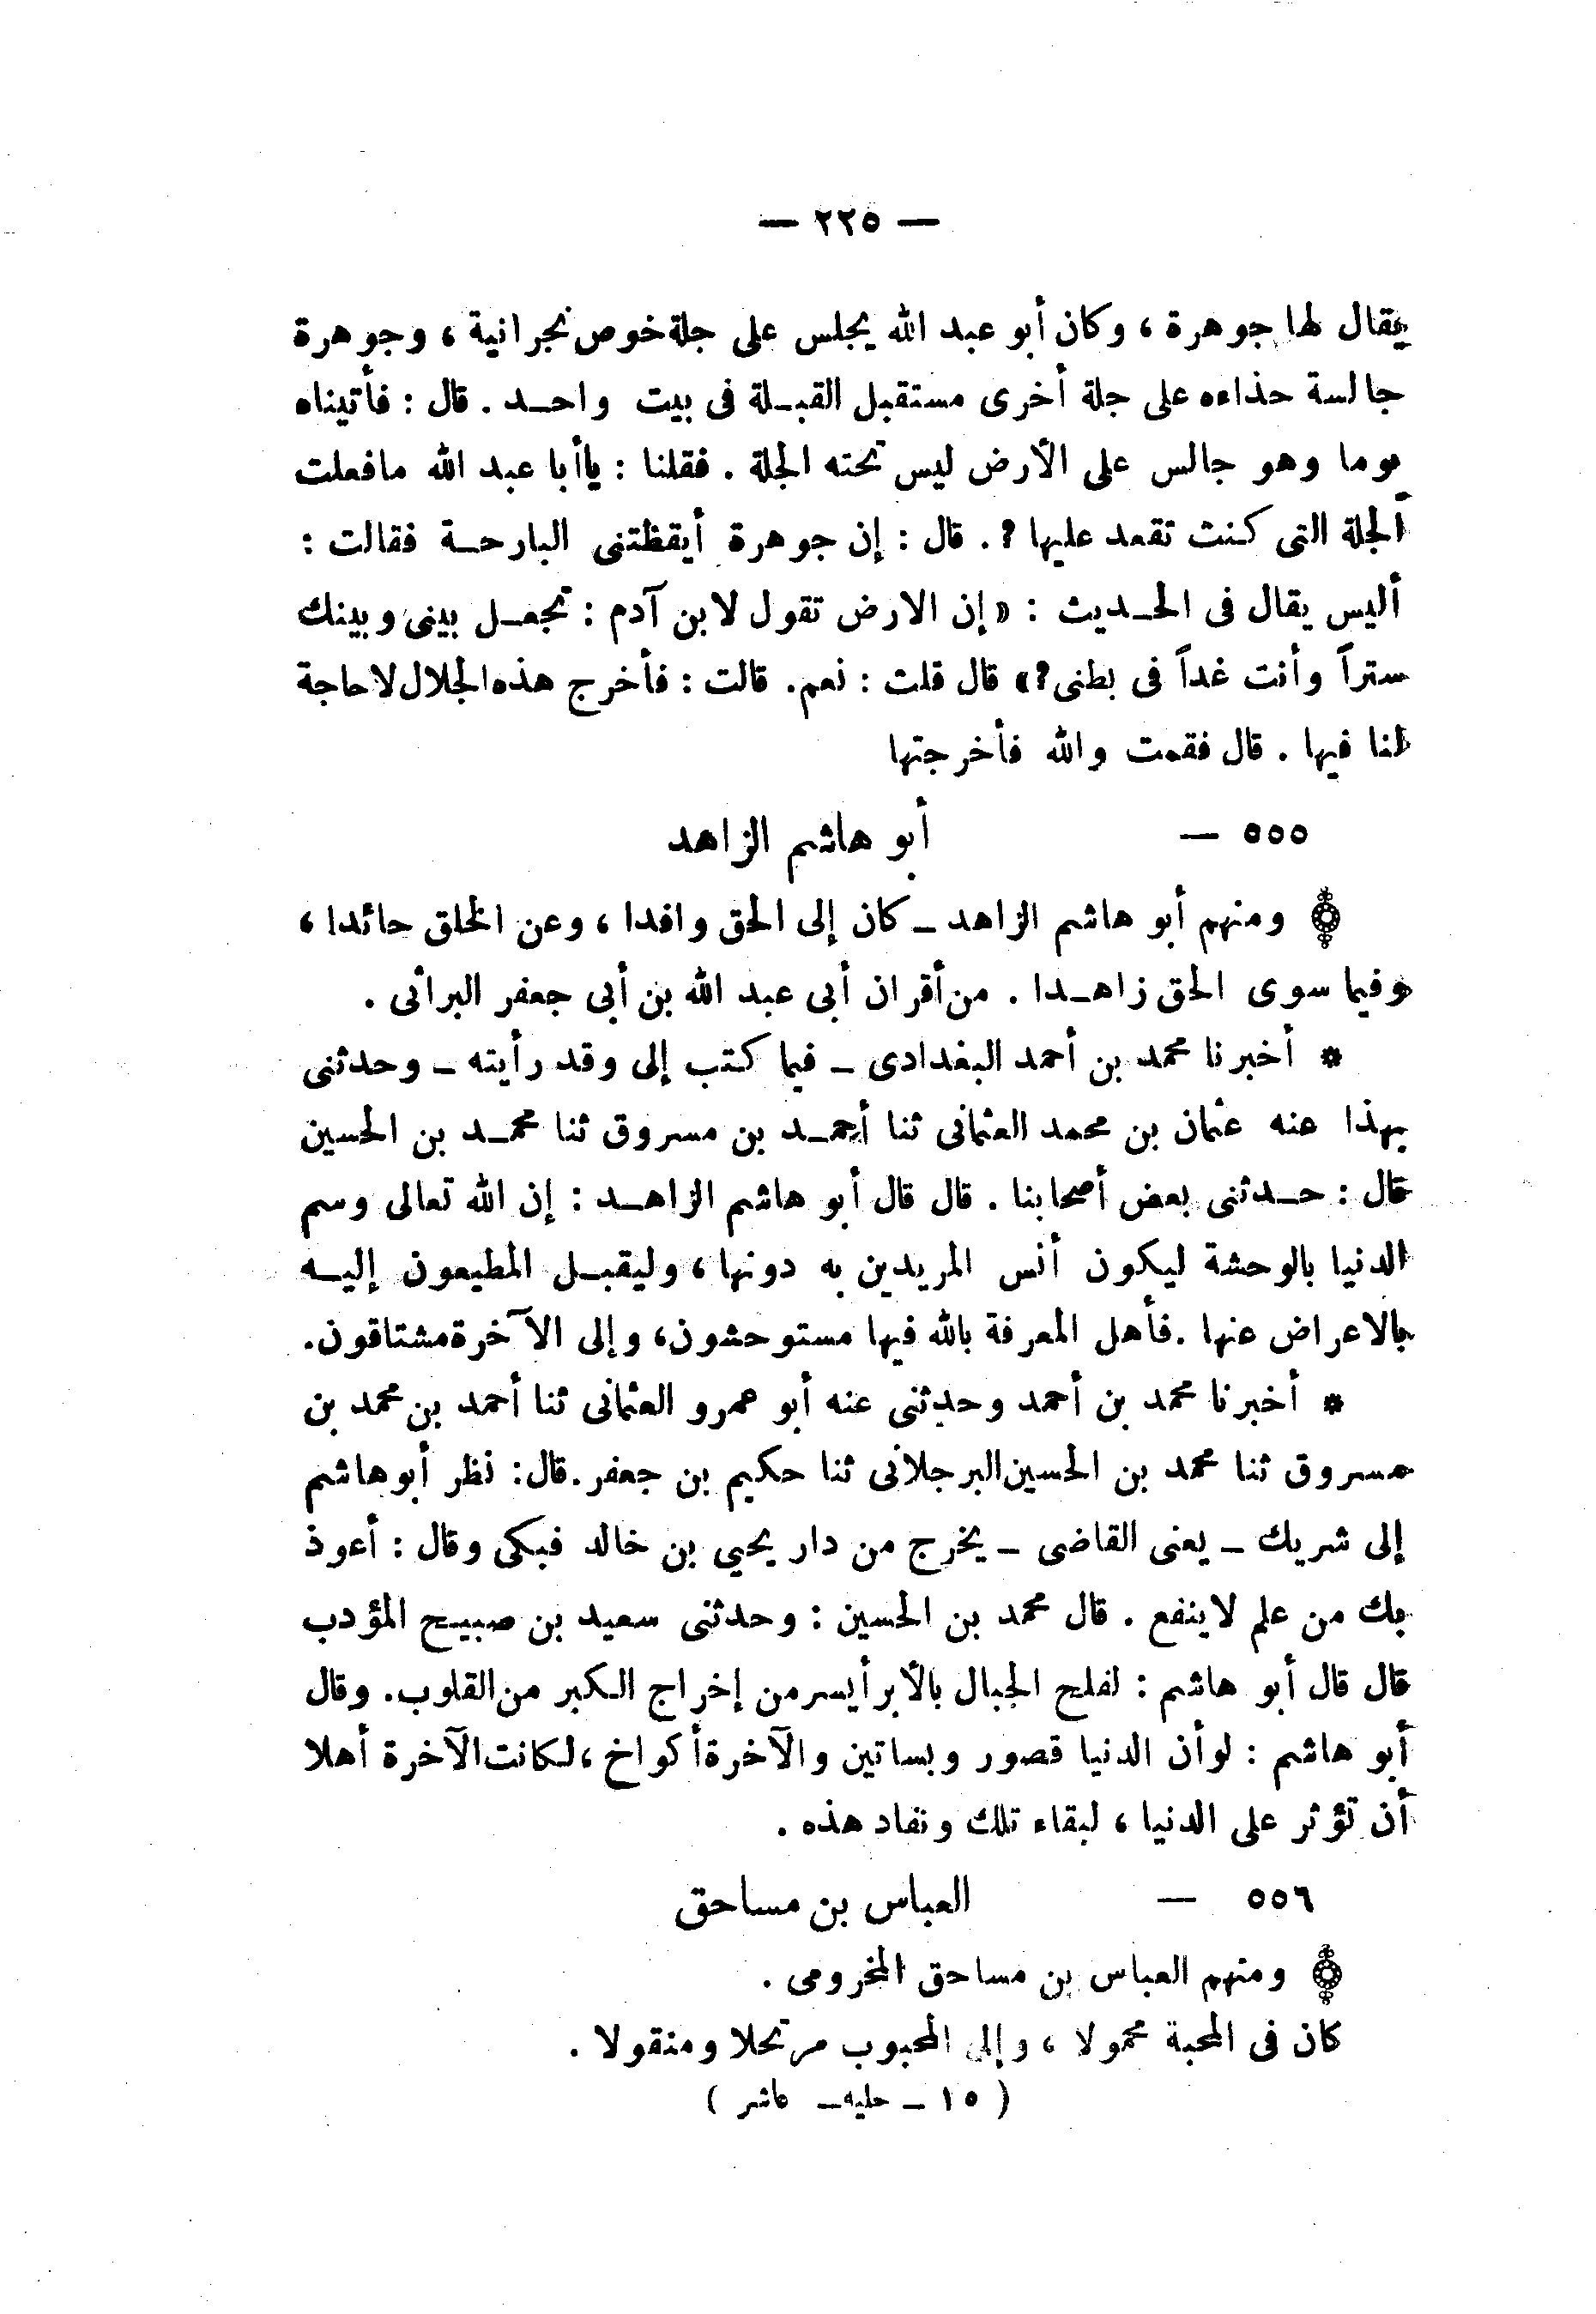 — ٢٢٥ —
يقال لها جوهرة ، وكان أبو عبد الله يجلس على جلة خوص نجرانية ، وجوهرة
جالسة حذاءه على جلة أخرى مستقبل القبلة فى بيت واحد . قال : فأتيناه
يوما وهو جالس على الأرض ليس تحته الجلة . فقلنا : ياأبا عبد الله مافعلت
الجلة التى كنت تقعد عليها ؟ . قال : إن جوهرة أيقظتنى البارحة فقالت :
أليس يقال فى الحديث : « إن الارض تقول لابن آدم : تجعل بينى وبينك
ستراً وأنت غداً فى بطنى ؟ » قال قلت : نعم . قالت : فأخرج هذه الجلال لا حاجة
لنا فيها . قال فقمت والله فأخرجتها
٥٥٥ — أبو هاشم الزاهد
ومنهم أبو هاشم الزاهد – كان إلى الحق وافدا ، وعن الخلق حائدا ،
وفيما سوى الحق زاهدا . من أقران أبى عبد الله بن أبى جعفر البرانى .
* أخبرنا محمد بن أحمد البغدادى – فيما كتب إلى وقد رأيته – وحدثنى
بهذا عنه عثمان بن محمد العثمانى ثنا أحمد بن مسروق ثنا محمد بن الحسين
قال : حدثنى بعض أصحابنا . قال قال أبو هاشم الزاهد : إن الله تعالى وسم
الدنيا بالوحشة ليكون أنس المريدين به دونها ، وليقبل المطيعون إليه
بالاعراض عنها . فأهل المعرفة بالله فيها مستوحشون ، وإلى الآخرة مشتاقون .
* أخبرنا محمد بن أحمد وحدثنى عنه أبو عمرو العثمانى ثنا أحمد بن محمد بن
مسروق ثنا محمد بن الحسين البرجلانى ثنا حكيم بن جعفر . قال : نظر أبو هاشم
إلى شريك – يعنى القاضى – يخرج من دار يحيي بن خالد فبكى وقال : أعوذ
بك من علم لا ينفع . قال محمد بن الحسين : وحدثنى سعيد بن صبيح المؤدب
قال قال أبو هاشم : لفلح الجبال بالأبر أيسر من إخراج الكبر من القلوب . وقال
أبو هاشم : لو أن الدنيا قصور وبساتين والآخرة أكواخ ، لكانت الآخرة أهلا
أن تؤثر على الدنيا ، لبقاء تلك ونفاد هذه .
٥٥٦ — العباس بن مساحق
ومنهم العباس بن مساحق المخرومى .
كان فى المحبة محمولا ، وإلى المحبوب مرتحلا ومنقولا .
( ١٥ – حليه – عاشر )